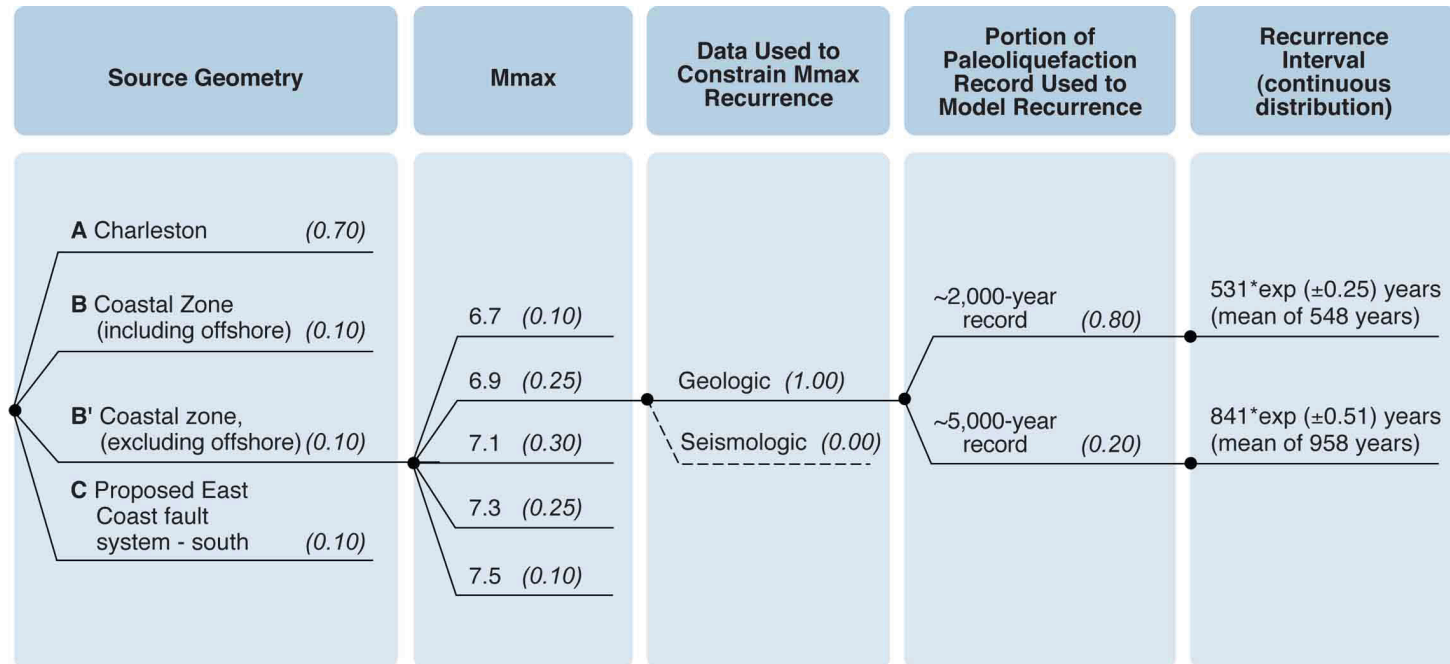 Source Geometry
Mmax
Data Used to
Constrain Mmax
Recurrence
Portion of
Paleoliquefaction
Record Used to
Model Recurrence
Recurrence
Interval
(continuous
distribution)
A Charleston (0.70)
B Coastal Zone
(including offshore) (0.10)
B' Coastal zone,
(excluding offshore) (0.10)
C Proposed East
Coast fault
system - south (0.10)
6.7 (0.10)
6.9 (0.25)
7.1 (0.30)
7.3 (0.25)
7.5 (0.10)
Geologic (1.00)
Seismologic (0.00)
~2,000-year
record (0.80)
~5,000-year
record (0.20)
531*exp (±0.25) years
(mean of 548 years)
841*exp (±0.51) years
(mean of 958 years)